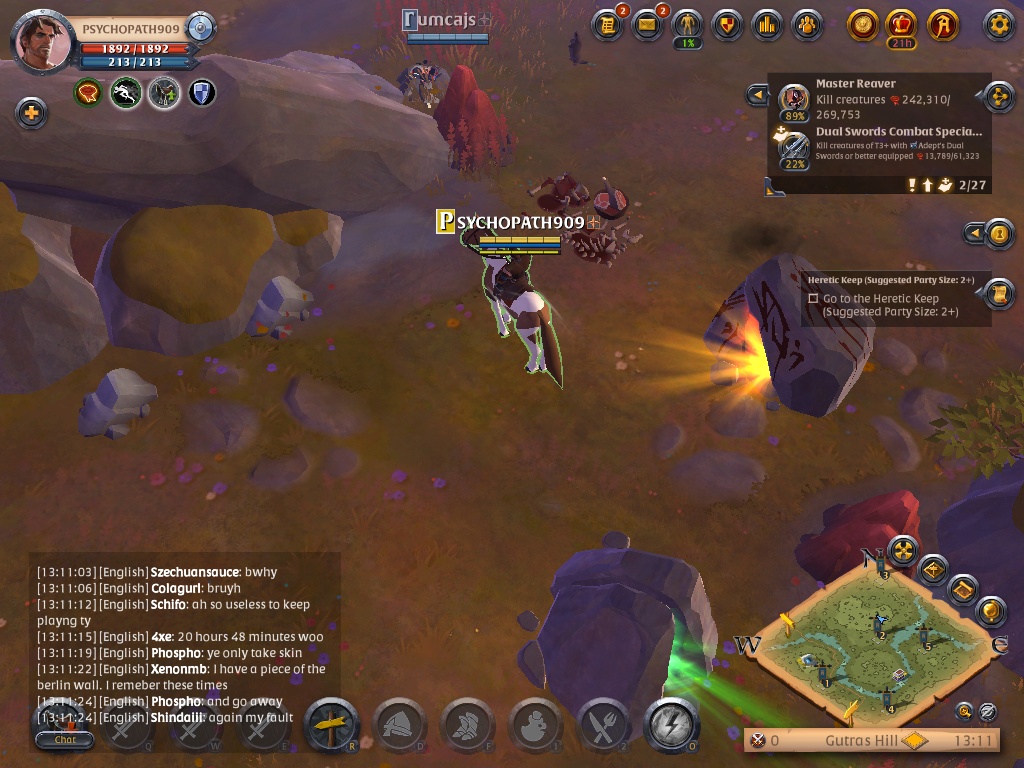 PSYCHOPATH909
1892 / 1892
213 / 213
rumcajs
2
2
1%
21h
Master Reaver
Kill creatures 242,310/
269,753
89%
Dual Swords Combat Specia...
Kill creatures of T3+ with Adept's Dual
Swords or better equipped 13,789/61,323
22%
2/27
PSYCHOPATH909
Heretic Keep (Suggested Party Size: 2+)
Go to the Heretic Keep
(Suggested Party Size: 2+)
[13:11:03] [English] Szechuansauce: bwhy
[13:11:06] [English] Colagurl: bruyh
[13:11:12] [English] Schifo: ah so useless to keep
playng ty
[13:11:15] [English] 4xe: 20 hours 48 minutes woo
[13:11:19] [English] Phospho: ye only take skin
[13:11:22] [English] Xenonmb: I have a piece of the
berlin wall. I remeber these times
[13:11:24] [English] Phospho: and go away
[13:11:24] [English] Shindaiii: again my fault
Chat
Q
W
E
R
D
F
1
2
O
N
W
E
3
2
5
1
4
0
Gutras Hill
13:11